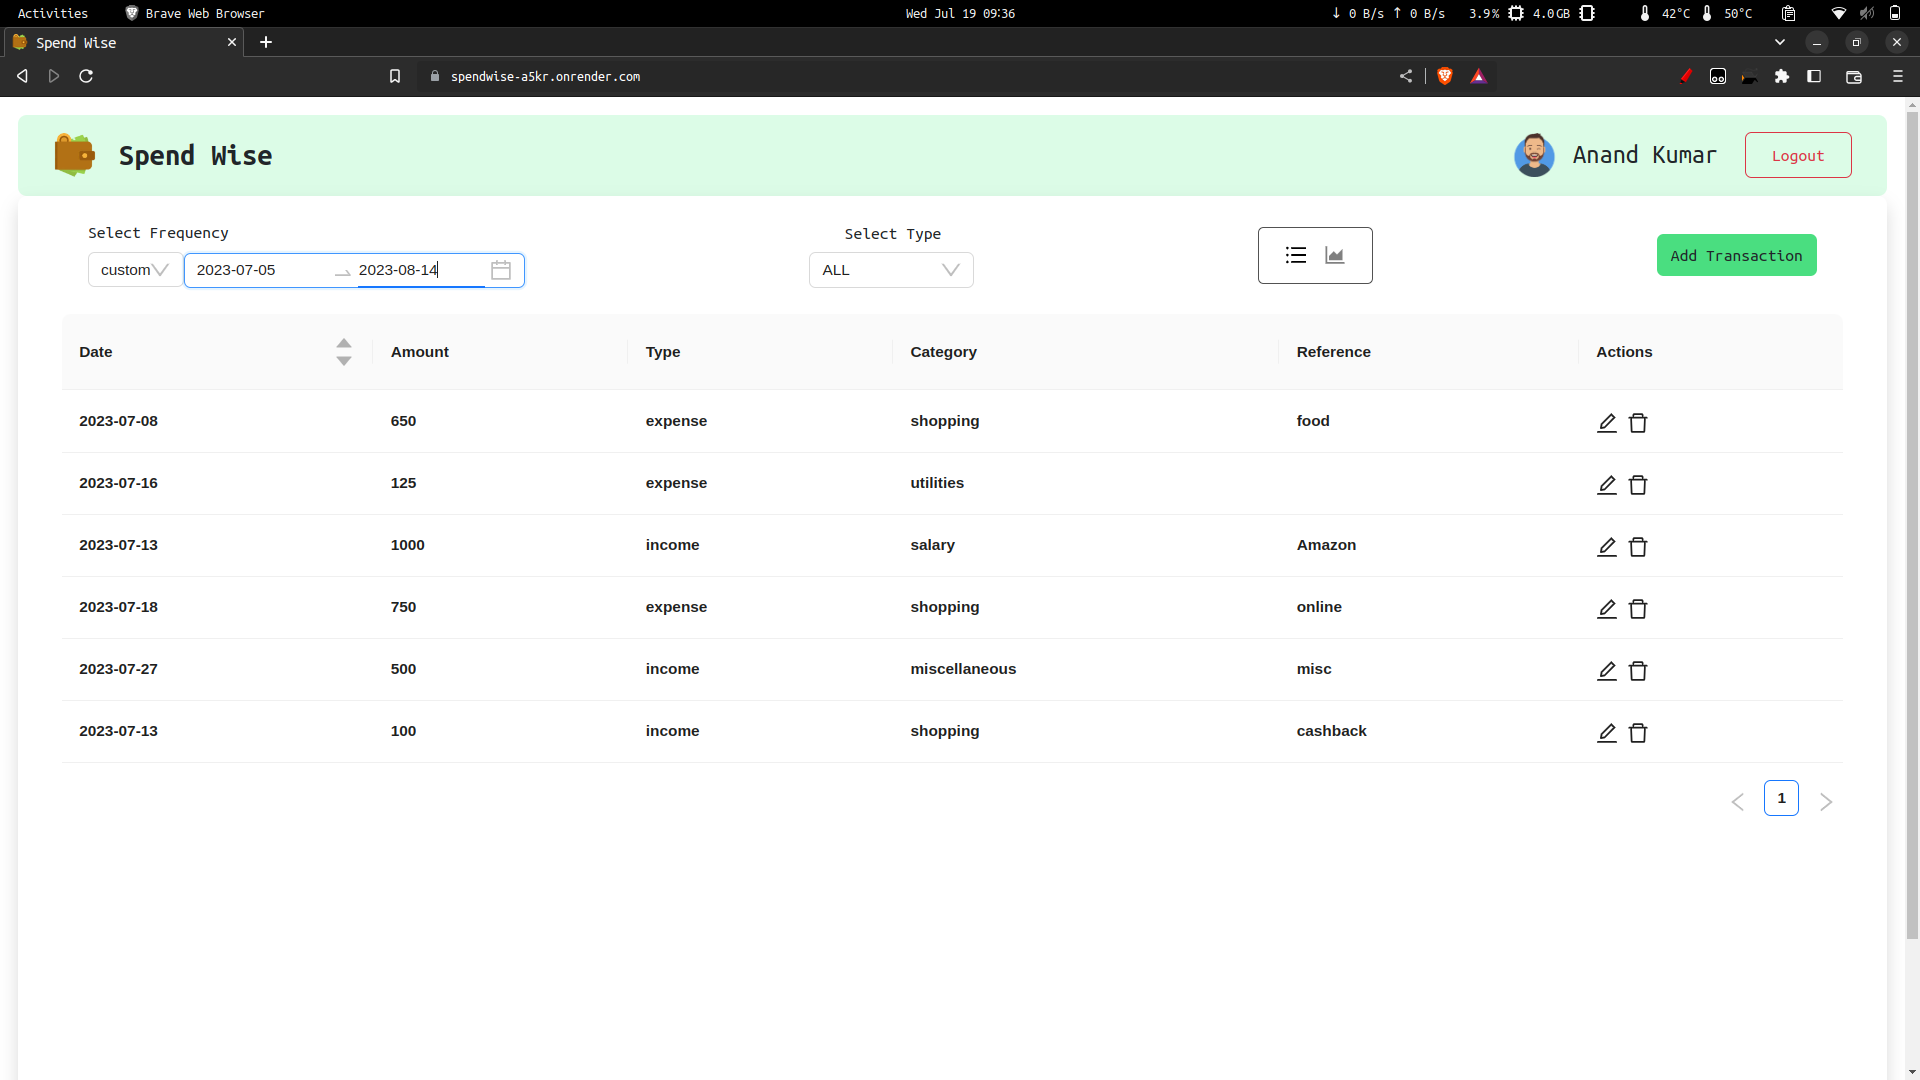 Activities Brave Web Browser Wed Jul 19 09:36 ↓ 0 B/s ↑ 0 B/s 3.9% 4.0GB 42°C 50°C
Spend Wise
spendwise-a5kr.onrender.com
Spend Wise Anand Kumar Logout
Select Frequency Select Type
custom 2023-07-05 2023-08-14 ALL Add Transaction
Date Amount Type Category Reference Actions
2023-07-08 650 expense shopping food
2023-07-16 125 expense utilities
2023-07-13 1000 income salary Amazon
2023-07-18 750 expense shopping online
2023-07-27 500 income miscellaneous misc
2023-07-13 100 income shopping cashback
1